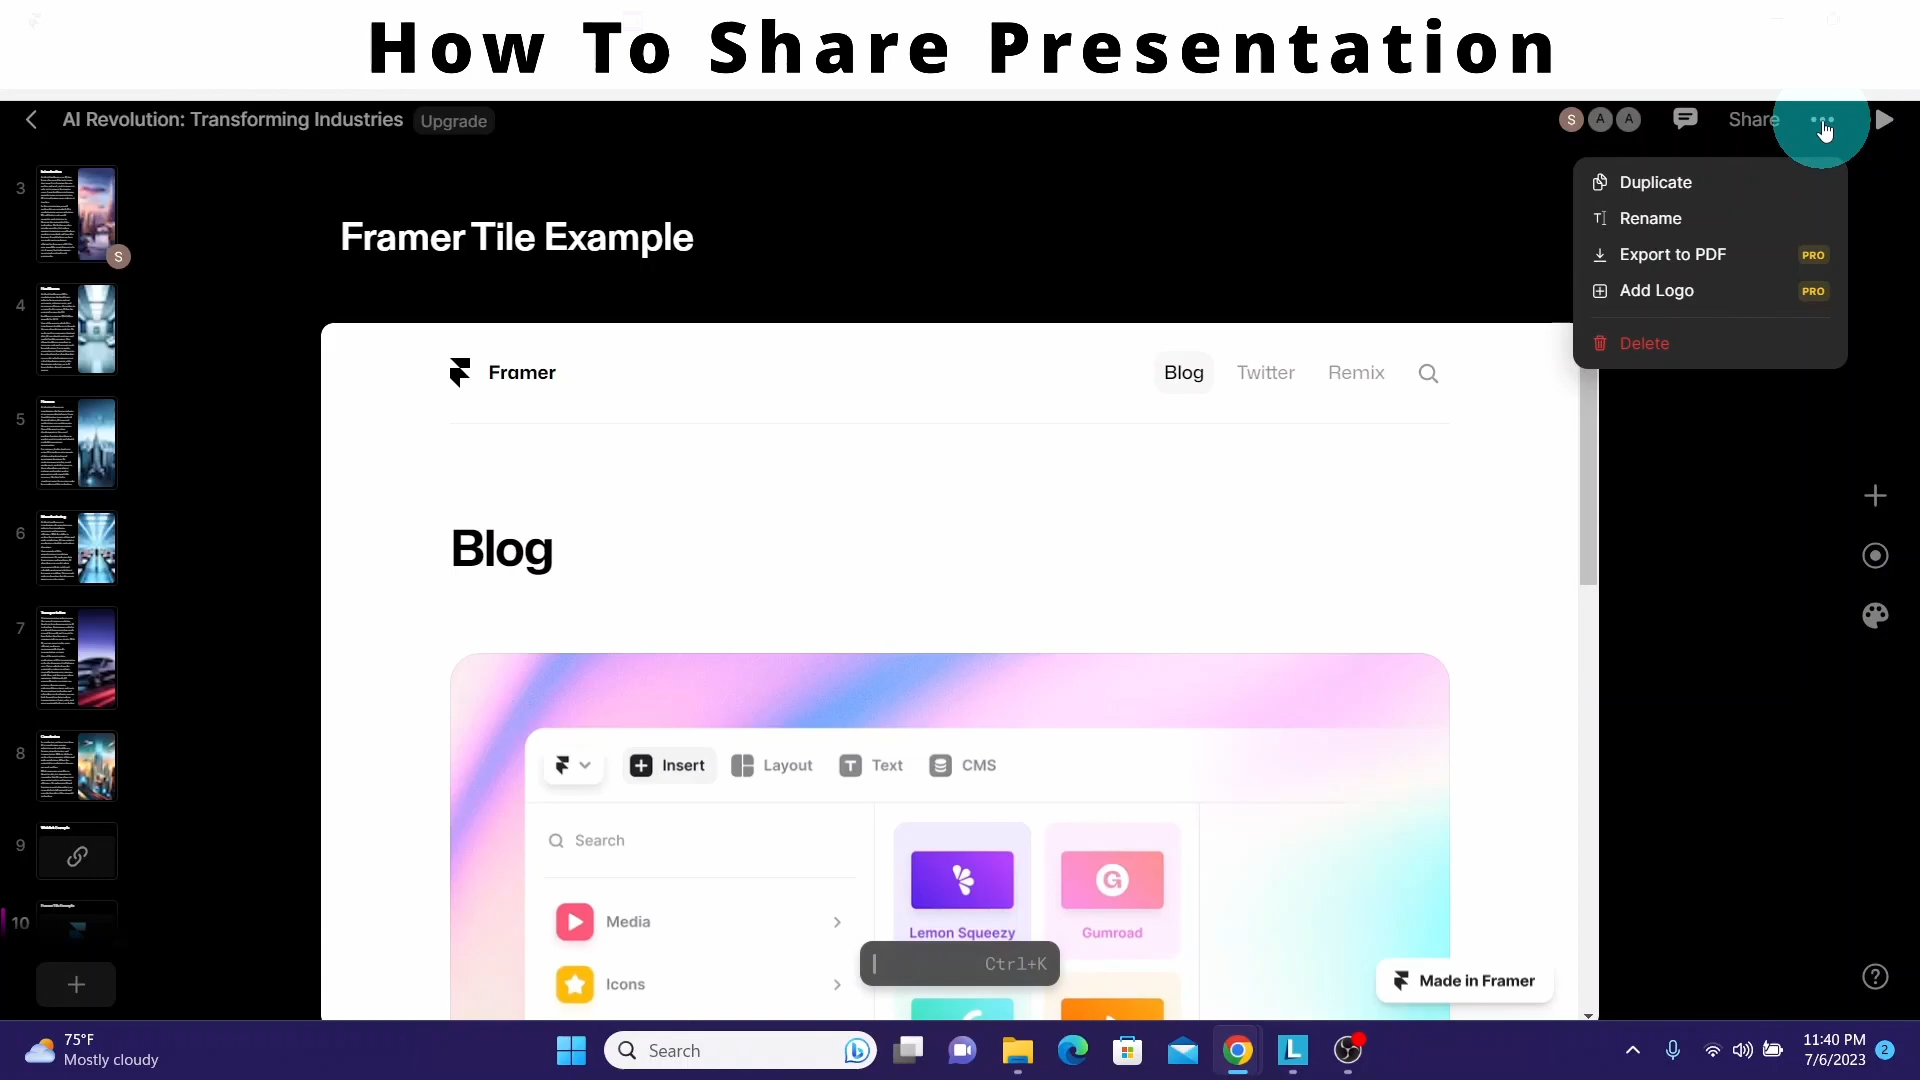 How To Share Presentation
AI Revolution: Transforming Industries Upgrade
S A A Share
Duplicate
Rename
Export to PDF PRO
Add Logo PRO
Delete
3
S
4
5
6
7
8
9
10
Framer Tile Example
Framer Blog Twitter Remix
Blog
Insert Layout T Text CMS
Search
Media
Icons
Lemon Squeezy
G
Gumroad
Ctrl+K
Made in Framer
75°F
Mostly cloudy
Search
L
11:40 PM
7/6/2023
2